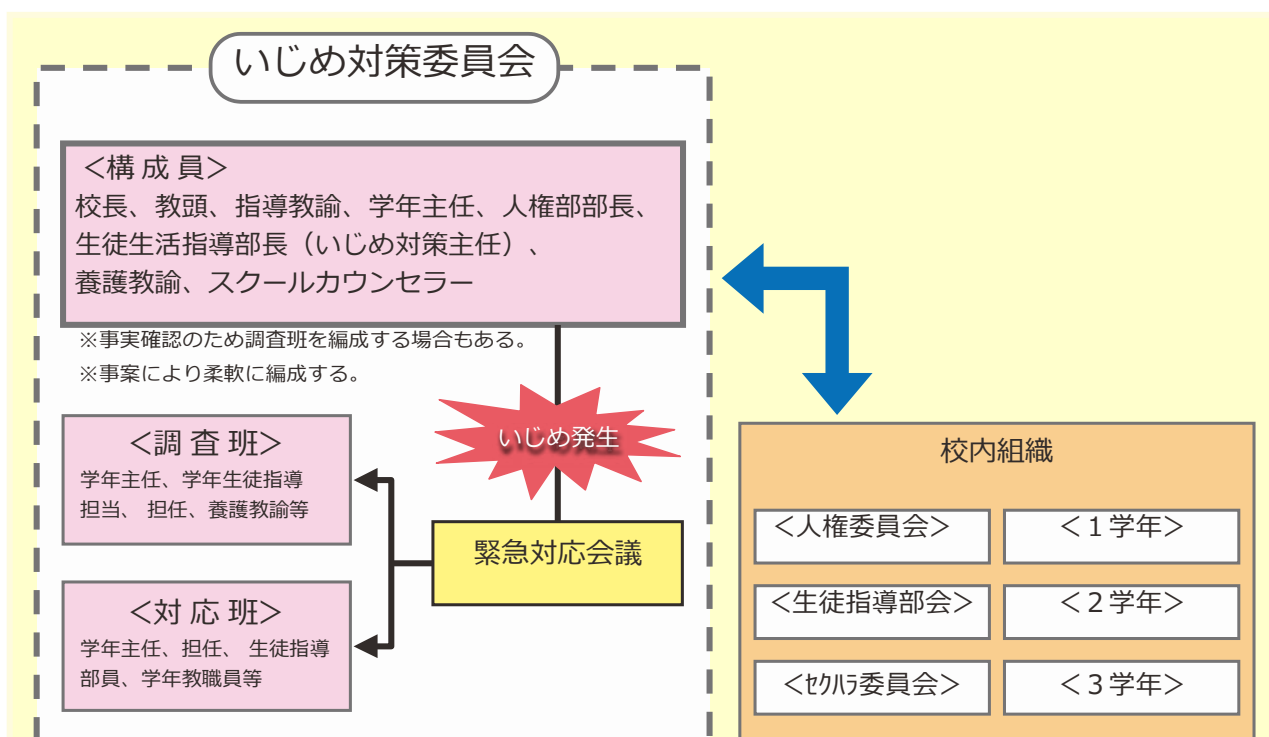 いじめ対策委員会
＜構 成 員＞
校長、教頭、指導教諭、学年主任、人権部部長、
生徒生活指導部長（いじめ対策主任）、
養護教諭、スクールカウンセラー
※事実確認のため調査班を編成する場合もある。
※事案により柔軟に編成する。
いじめ発生
＜調 査 班＞
学年主任、学年生徒指導
担当、 担任、養護教諭等
緊急対応会議
＜対 応 班＞
学年主任、担任、 生徒指導
部員、学年教職員等
校内組織
＜人権委員会＞
＜１学年＞
＜生徒指導部会＞
＜２学年＞
＜ｾｸﾊﾗ委員会＞
＜３学年＞